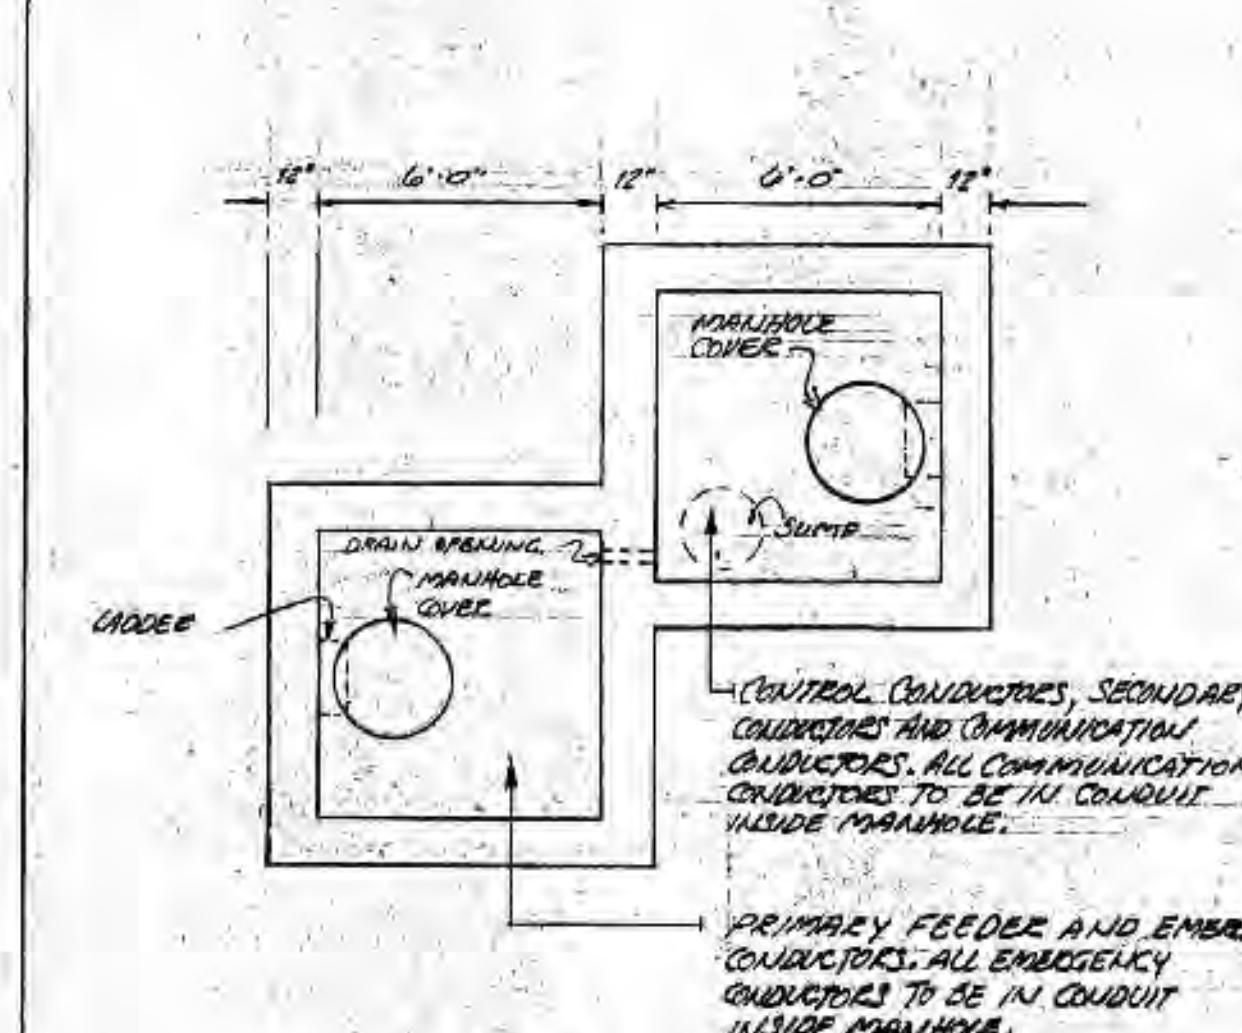 12" 6'-0" 12" 6'-0" 12"
MANHOLE
COVER
SUMP
DRAIN OPENING
MANHOLE
COVER
LADDER
CONTROL CONDUCTORS, SECONDARY
CONDUCTORS AND COMMUNICATION
CONDUCTORS. ALL COMMUNICATION
CONDUCTORS TO BE IN CONDUIT
INSIDE MANHOLE.
PRIMARY FEEDER AND
CONDUCTORS. ALL EMERGENCY
CONDUCTORS TO BE IN CONDUIT
INSIDE MANHOLE.